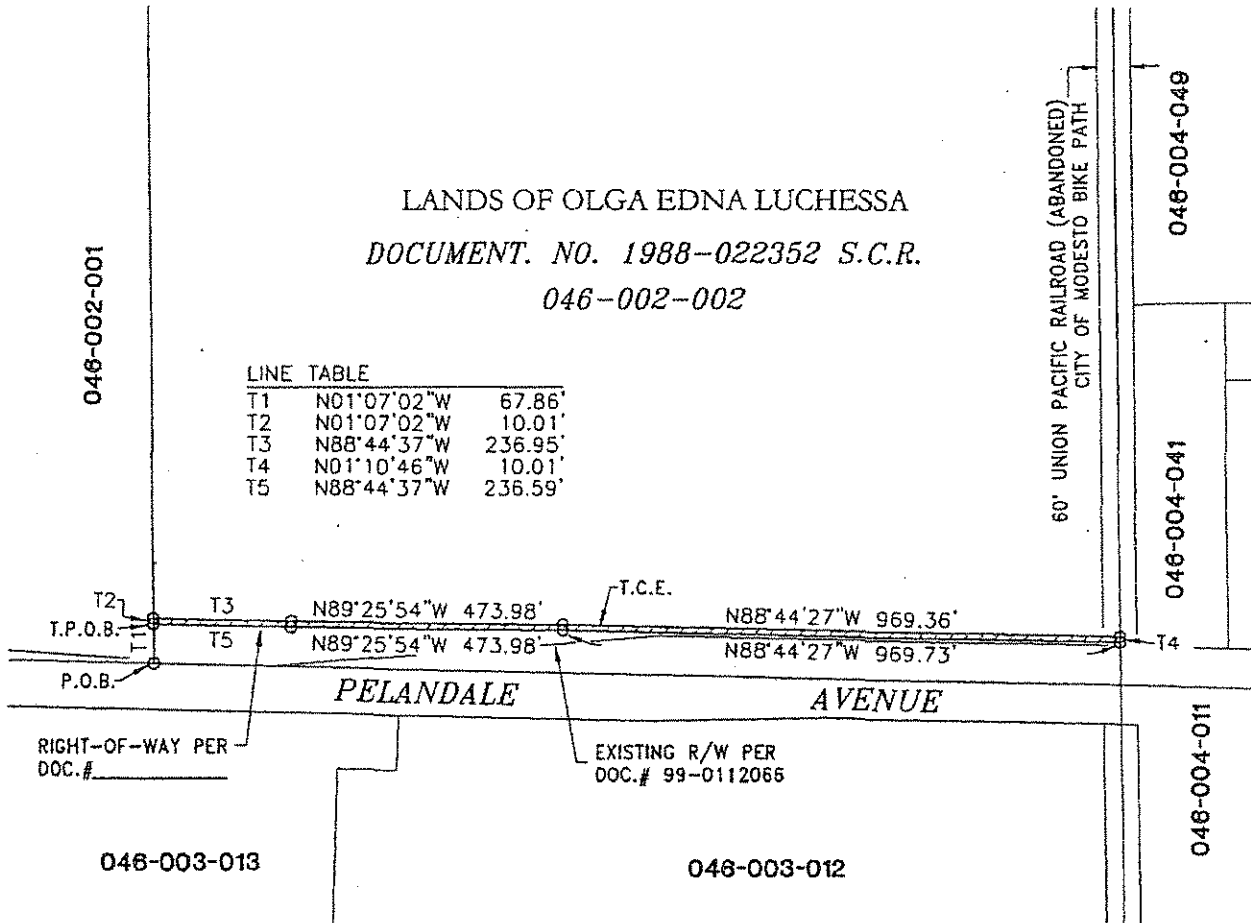 LANDS OF OLGA EDNA LUCHESSA
DOCUMENT. NO. 1988-022352 S.C.R.
046-002-002
046-002-001
60' UNION PACIFIC RAILROAD (ABANDONED)
CITY OF MODESTO BIKE PATH
046-004-049
046-004-041
LINE TABLE
T1 N01°07'02"W 67.86'
T2 N01°07'02"W 10.01'
T3 N88°44'37"W 236.95'
T4 N01°10'46"W 10.01'
T5 N88°44'37"W 236.59'
T2
T3
N89°25'54"W 473.98'
T.C.E.
N88°44'27"W 969.36'
T.P.O.B.
T1
T5
N89°25'54"W 473.98'
N88°44'27"W 969.73'
T4
P.O.B.
PELANDALE AVENUE
RIGHT-OF-WAY PER
DOC.#
EXISTING R/W PER
DOC.# 99-0112066
046-003-013
046-003-012
046-004-011